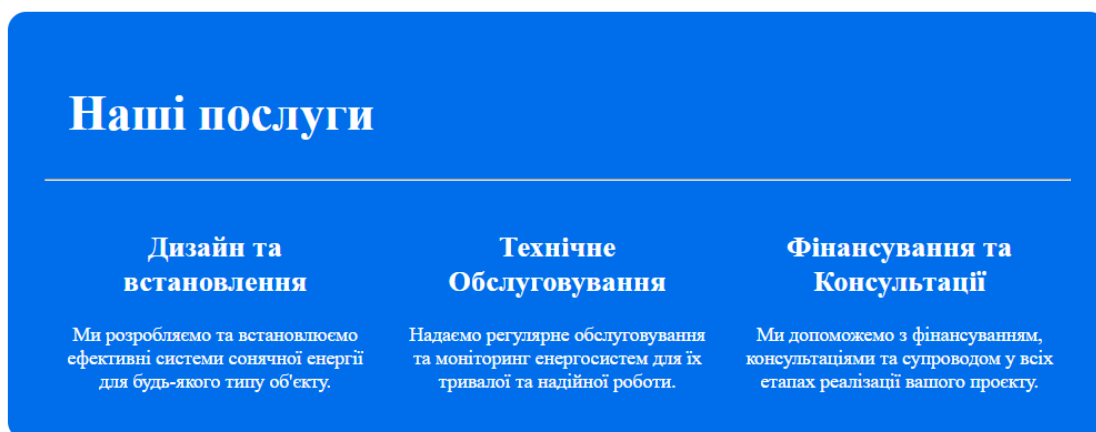 Наші послуги
Дизайн та
встановлення
Ми розробляємо та встановлюємо
ефективні системи сонячної енергії
для будь-якого типу об'єкту.
Технічне
Обслуговування
Надаємо регулярне обслуговування
та моніторинг енергосистем для їх
тривалої та надійної роботи.
Фінансування та
Консультації
Ми допоможемо з фінансуванням,
консультаціями та супроводом у всіх
етапах реалізації вашого проєкту.